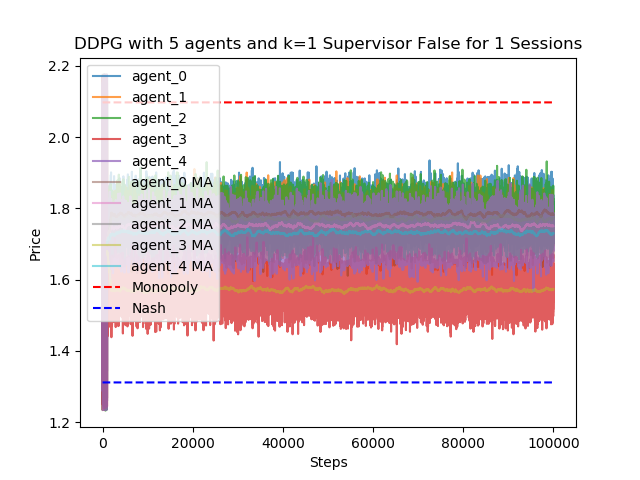 DDPG with 5 agents and k=1 Supervisor False for 1 Sessions
2.2
2.0
1.8
1.6
1.4
1.2
Price
agent_0
agent_1
agent_2
agent_3
agent_4
agent_0 MA
agent_1 MA
agent_2 MA
agent_3 MA
agent_4 MA
Monopoly
Nash
0 20000 40000 60000 80000 100000
Steps